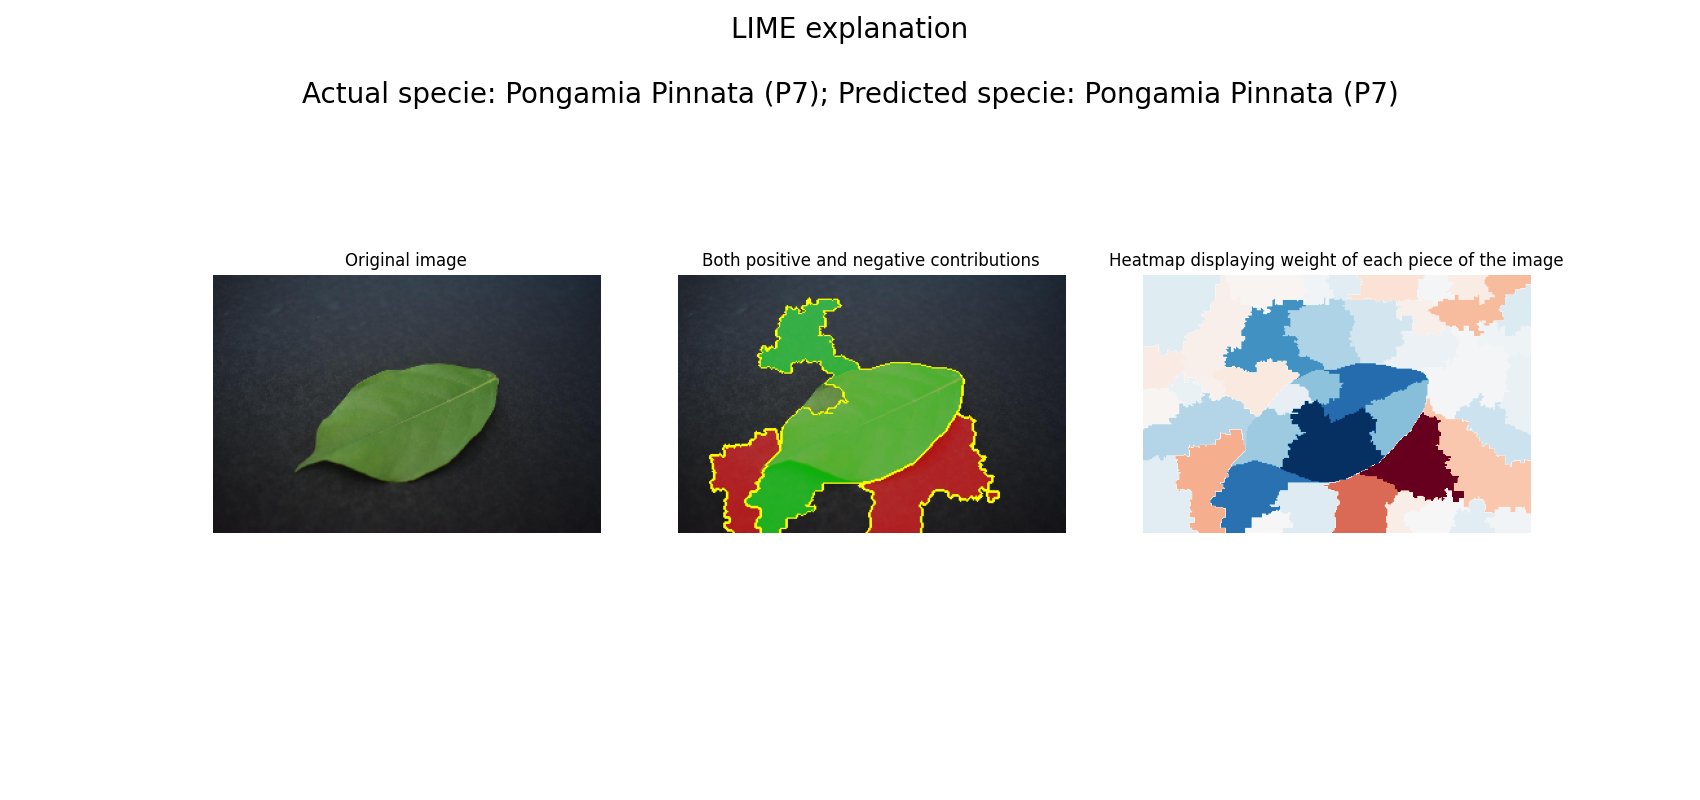 LIME explanation
Actual specie: Pongamia Pinnata (P7); Predicted specie: Pongamia Pinnata (P7)
Original image
Both positive and negative contributions
Heatmap displaying weight of each piece of the image